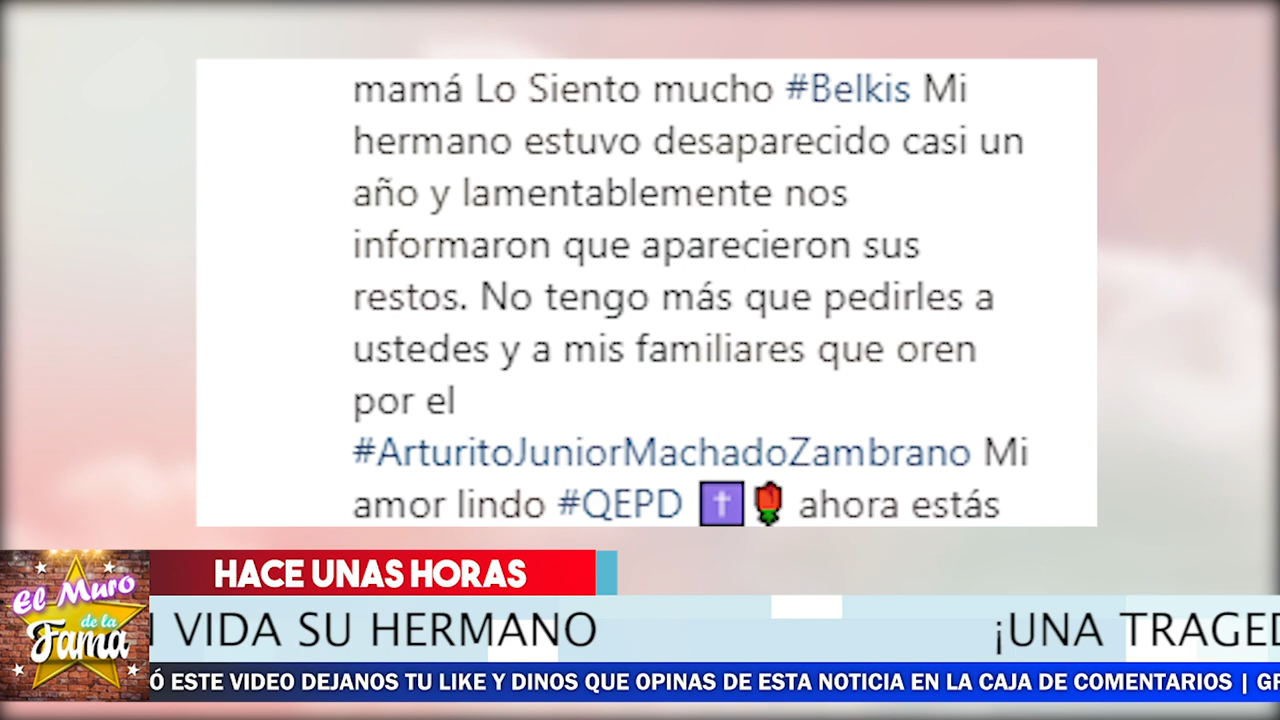 mamá Lo Siento mucho #Belkis Mi
hermano estuvo desaparecido casi un
año y lamentablemente nos
informaron que aparecieron sus
restos. No tengo más que pedirles a
ustedes y a mis familiares que oren
por el
#ArturitoJuniorMachadoZambrano Mi
amor lindo #QEPD ✝️🌹 ahora estás
HACE UNAS HORAS
El Muro
de la
Fama
VIDA SU HERMANO ¡UNA TRAGED
Ó ESTE VIDEO DEJANOS TU LIKE Y DINOS QUE OPINAS DE ESTA NOTICIA EN LA CAJA DE COMENTARIOS |